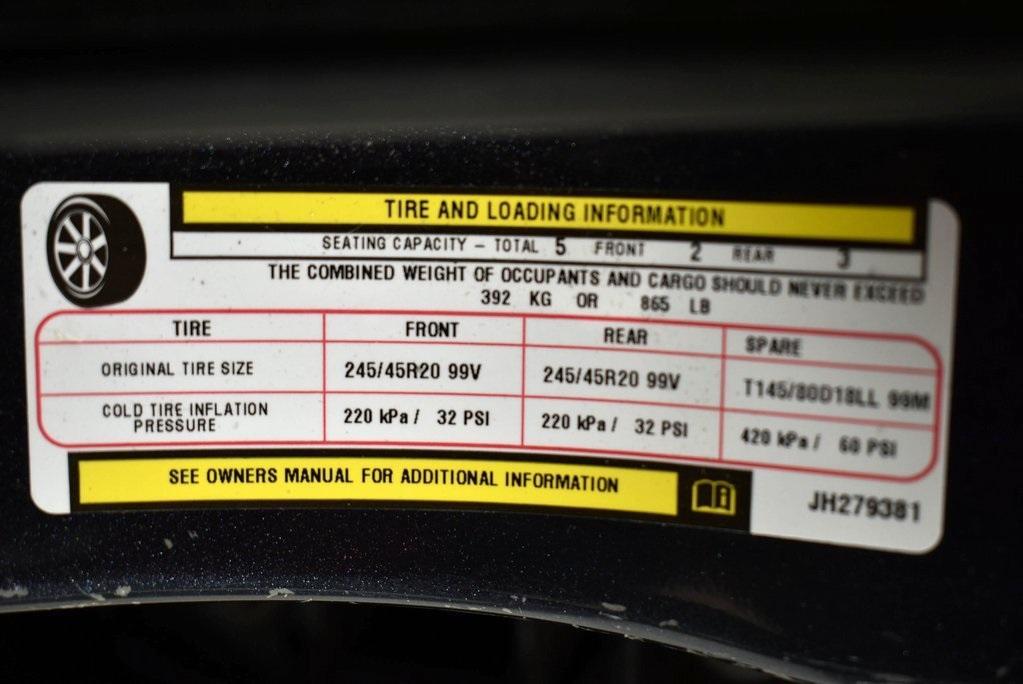 TIRE AND LOADING INFORMATION
SEATING CAPACITY – TOTAL 5 FRONT 2 REAR 3
THE COMBINED WEIGHT OF OCCUPANTS AND CARGO SHOULD NEVER EXCEED
392 KG OR 865 LB
TIRE FRONT REAR SPARE
ORIGINAL TIRE SIZE 245/45R20 99V 245/45R20 99V T145/80D18LL 99M
COLD TIRE INFLATION PRESSURE 220 kPa / 32 PSI 220 kPa / 32 PSI 420 kPa / 60 PSI
SEE OWNERS MANUAL FOR ADDITIONAL INFORMATION
JH279381